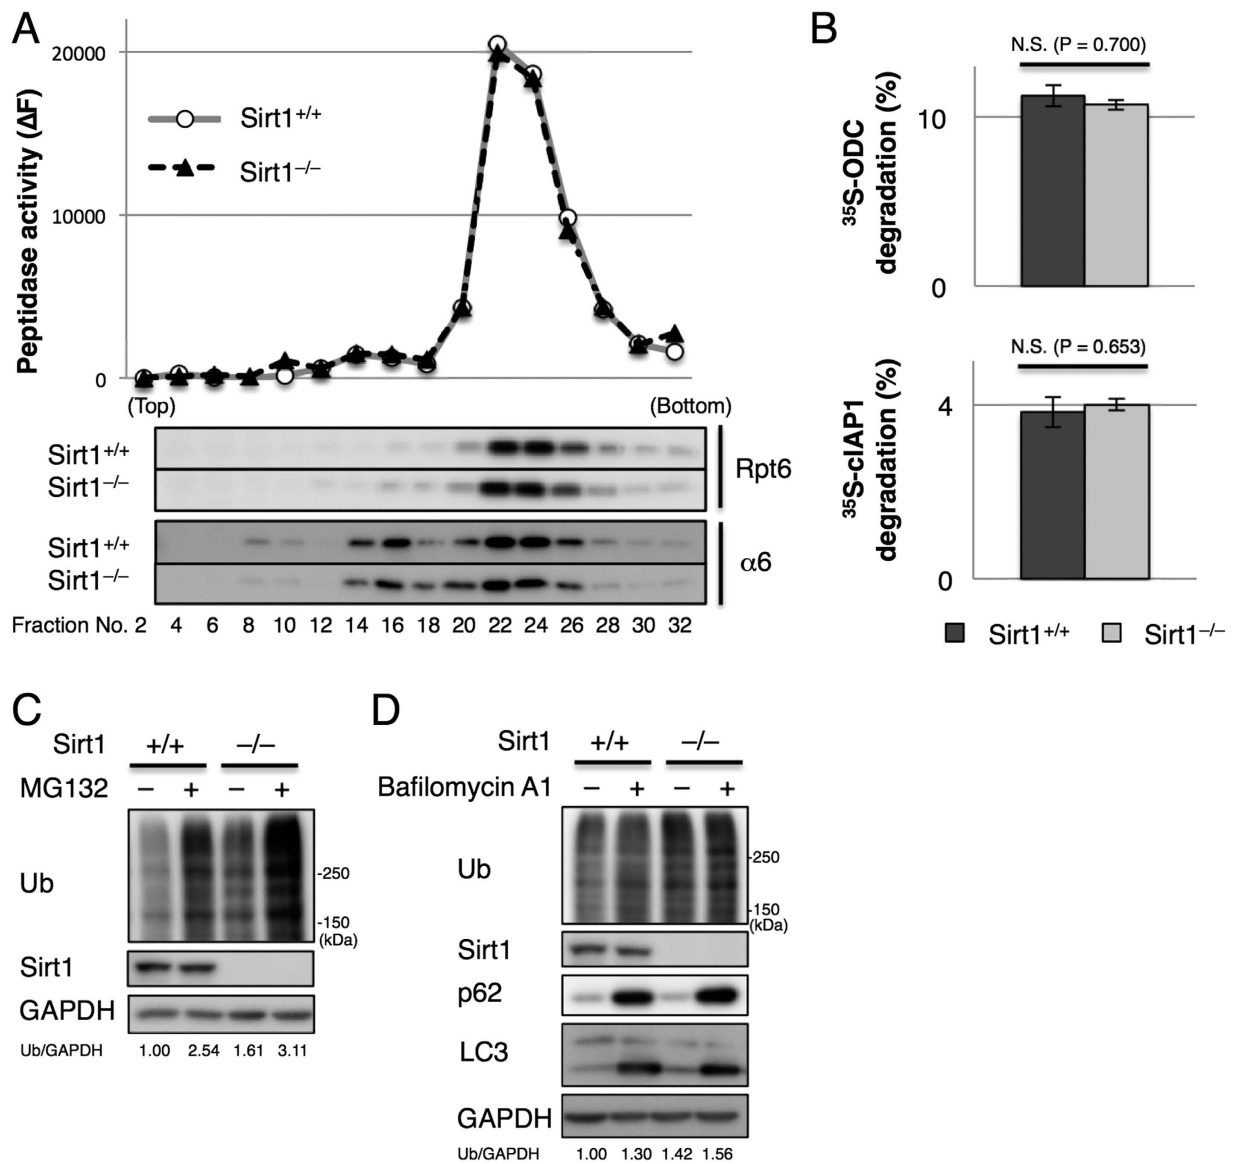 A
20000
10000
0
Peptidase activity (ΔF)
Sirt1+/+
Sirt1–/–
(Top)
(Bottom)
Sirt1+/+
Sirt1–/–
Rpt6
Sirt1+/+
Sirt1–/–
α6
Fraction No. 2 4 6 8 10 12 14 16 18 20 22 24 26 28 30 32
B
N.S. (P = 0.700)
35S-ODC
degradation (%)
10
0
N.S. (P = 0.653)
35S-cIAP1
degradation (%)
4
0
Sirt1+/+ Sirt1–/–
C
Sirt1 +/+ –/–
MG132 – + – +
Ub
-250
-150
(kDa)
Sirt1
GAPDH
Ub/GAPDH 1.00 2.54 1.61 3.11
D
Sirt1 +/+ –/–
Bafilomycin A1 – + – +
Ub
-250
-150
(kDa)
Sirt1
p62
LC3
GAPDH
Ub/GAPDH 1.00 1.30 1.42 1.56